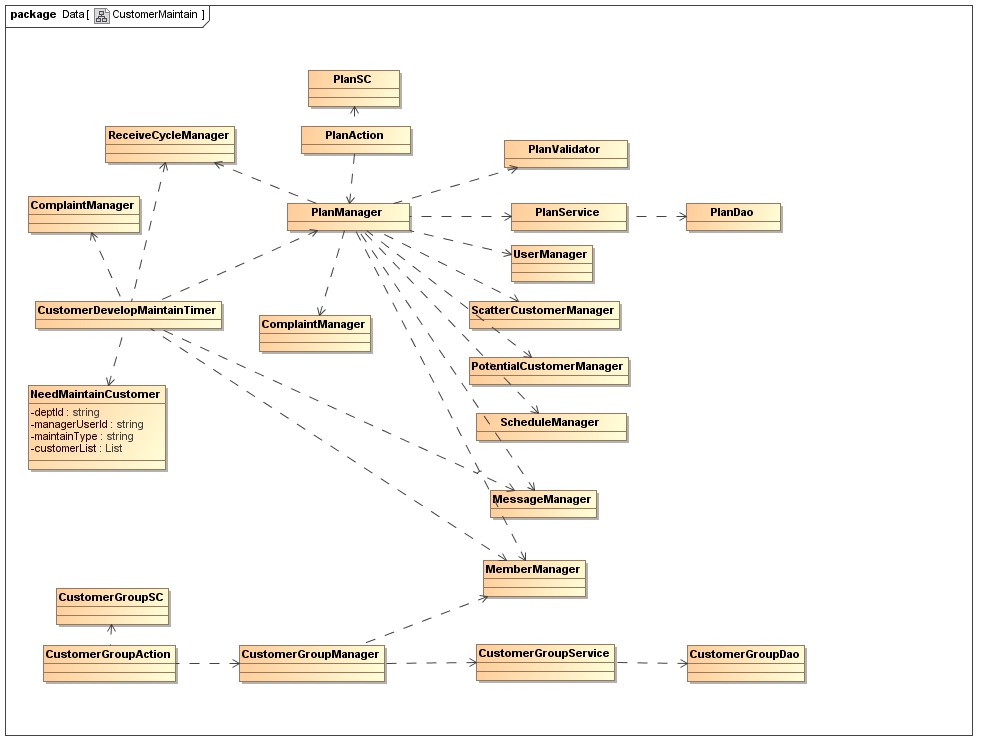 package Data[ CustomerMaintain ]
PlanSC
ReceiveCycleManager
PlanAction
PlanValidator
ComplaintManager
PlanManager
PlanService
PlanDao
UserManager
CustomerDevelopMaintainTimer
ComplaintManager
ScatterCustomerManager
PotentialCustomerManager
NeedMaintainCustomer
-deptId : string
-managerUserId : string
-maintainType : string
-customerList : List
ScheduleManager
MessageManager
MemberManager
CustomerGroupSC
CustomerGroupAction
CustomerGroupManager
CustomerGroupService
CustomerGroupDao